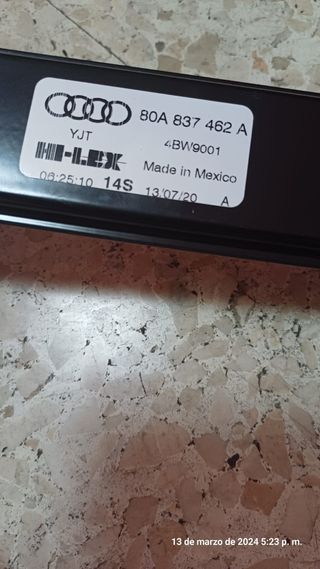 80A 837 462 A
YJT 4BW9001
HI-LEX Made in Mexico
06:25:10 14S 13/07/20 A
13 de marzo de 2024 5:23 p. m.